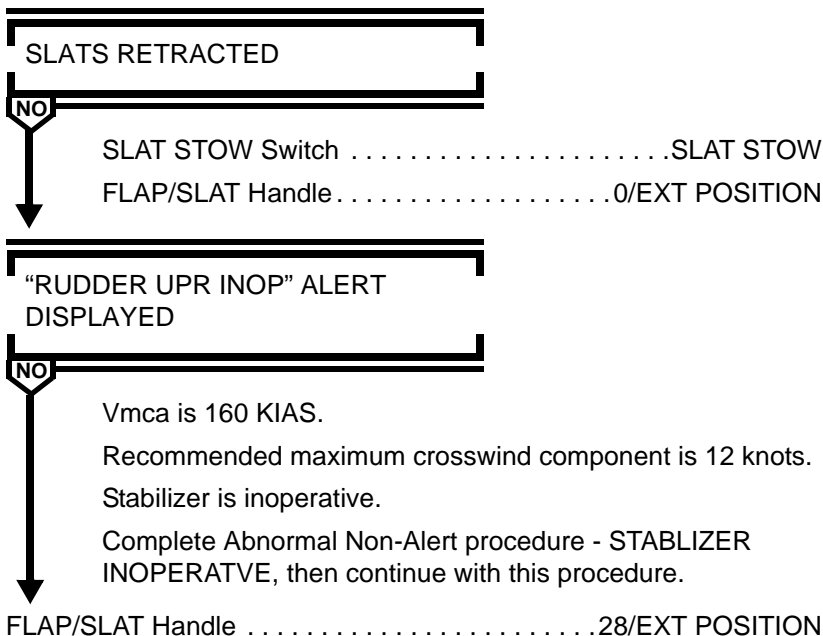 SLATS RETRACTED
NO
SLAT STOW Switch . . . . . . . . . . . . . . . . . . . . . . .SLAT STOW
FLAP/SLAT Handle. . . . . . . . . . . . . . . . . . .0/EXT POSITION
“RUDDER UPR INOP” ALERT
DISPLAYED
NO
Vmca is 160 KIAS.
Recommended maximum crosswind component is 12 knots.
Stabilizer is inoperative.
Complete Abnormal Non-Alert procedure - STABLIZER
INOPERATVE, then continue with this procedure.
FLAP/SLAT Handle . . . . . . . . . . . . . . . . . . . . . . . .28/EXT POSITION